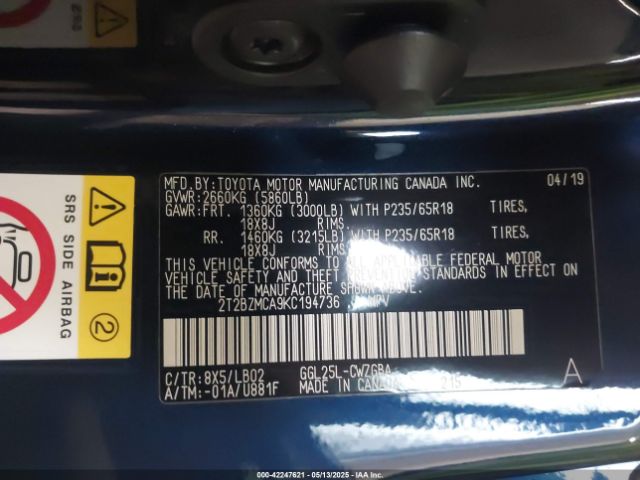 SRS
SRS SIDE AIRBAG
2
MFD.BY:TOYOTA MOTOR MANUFACTURING CANADA INC. 04/19
GVWR:2660KG (5860LB)
GAWR:FRT. 1360KG (3000LB) WITH P235/65R18 TIRES,
18X8J RIMS,
RR. 1460KG (3215LB) WITH P235/65R18 TIRES,
18X8J RIMS
THIS VEHICLE CONFORMS TO ALL APPLICABLE FEDERAL MOTOR
VEHICLE SAFETY AND THEFT PREVENTION STANDARDS IN EFFECT ON
THE DATE OF MANUFACTURE SHOWN ABOVE.
2T2BZMCA9KC194736 MPV
C/TR:8X5/LB02 GGL25L-CWZGBA
A/TM:-01A/U881F MADE IN CANADA 215 A
000-42247621 - 05/13/2025 - IAA Inc.